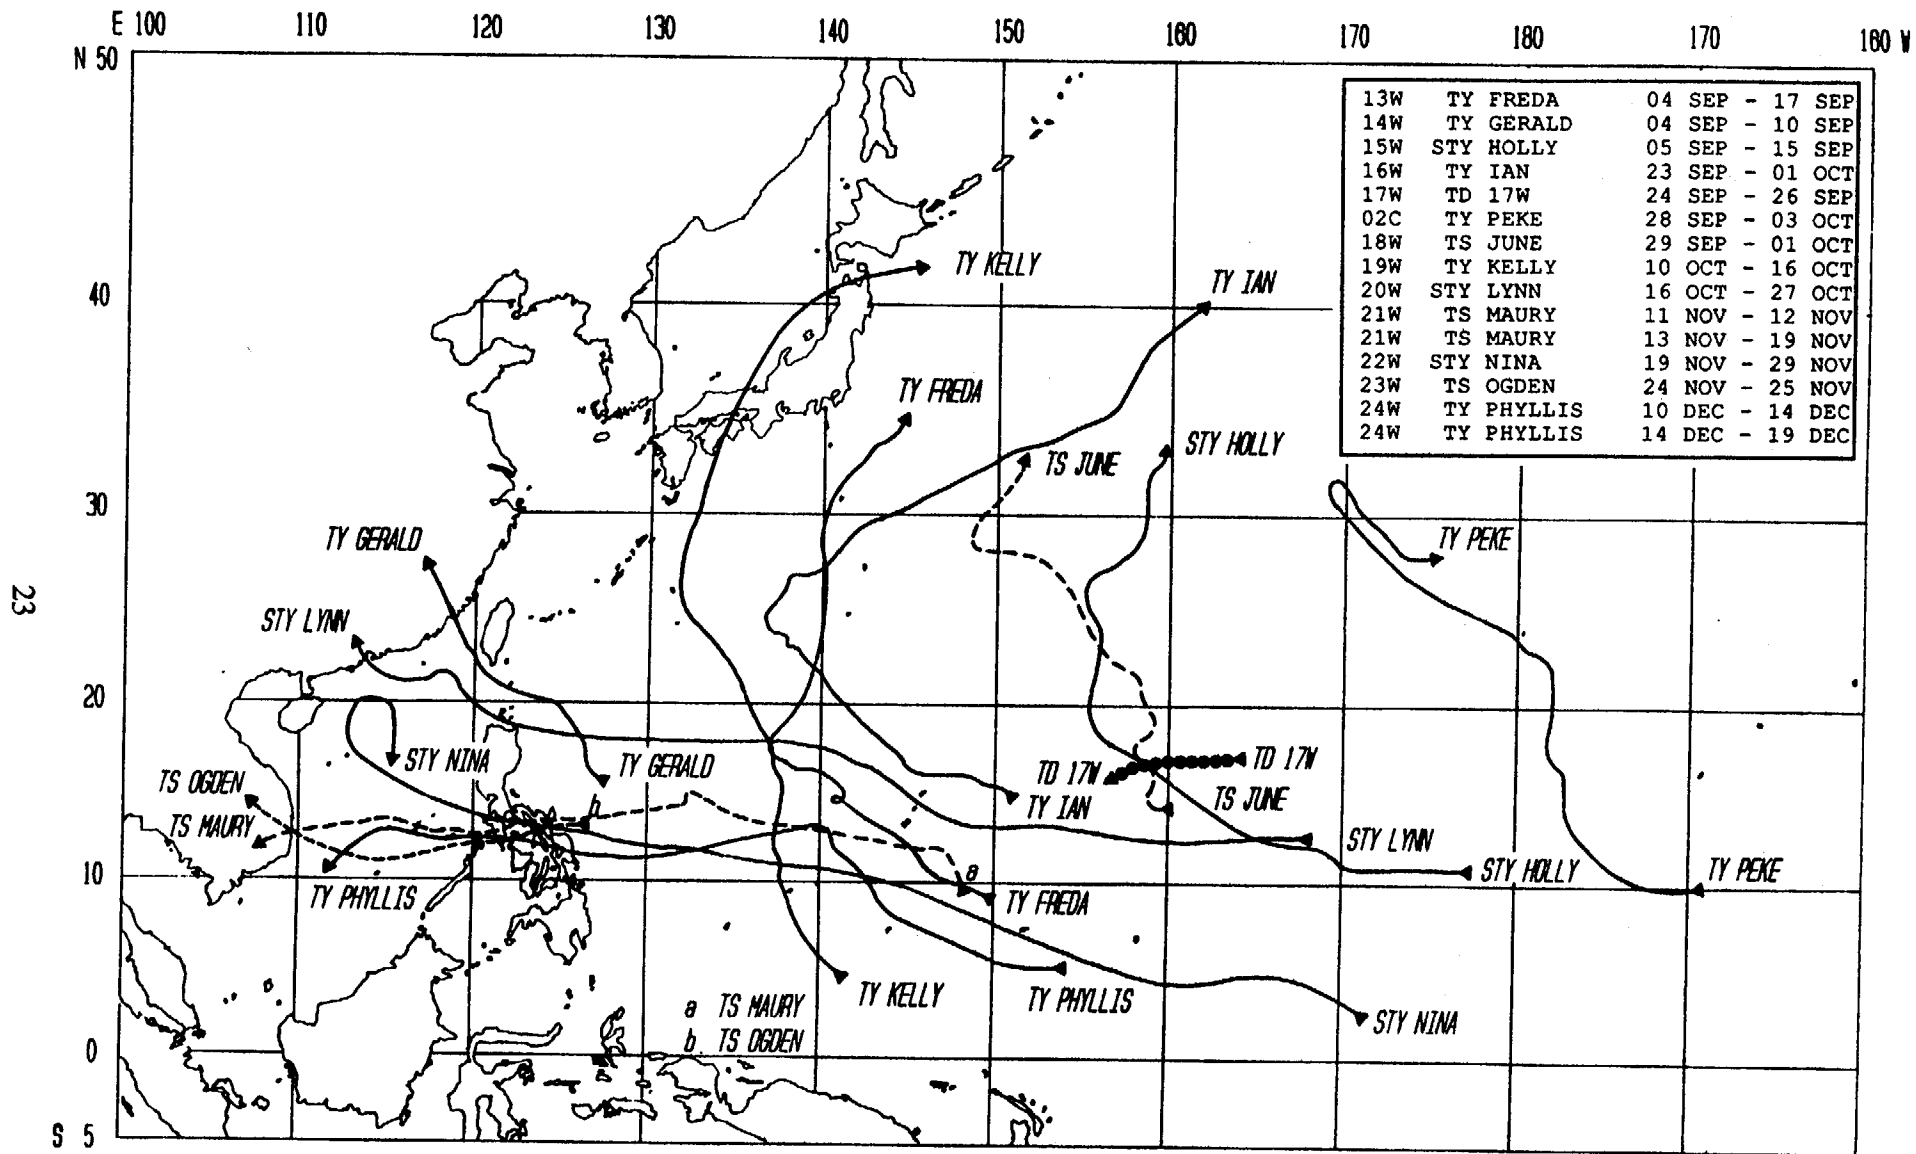 E 100 110 120 130 140 150 160 170 180 170 160 W
N 50
13W TY FREDA 04 SEP - 17 SEP
14W TY GERALD 04 SEP - 10 SEP
15W STY HOLLY 05 SEP - 15 SEP
16W TY IAN 23 SEP - 01 OCT
17W TD 17W 24 SEP - 26 SEP
02C TY PEKE 28 SEP - 03 OCT
18W TS JUNE 29 SEP - 01 OCT
19W TY KELLY 10 OCT - 16 OCT
20W STY LYNN 16 OCT - 27 OCT
21W TS MAURY 11 NOV - 12 NOV
21W TS MAURY 13 NOV - 19 NOV
22W STY NINA 19 NOV - 29 NOV
23W TS OGDEN 24 NOV - 25 NOV
24W TY PHYLLIS 10 DEC - 14 DEC
24W TY PHYLLIS 14 DEC - 19 DEC
TY KELLY
TY IAN
40
TY FREDA
STY HOLLY
TS JUNE
30
TY GERALD
TY PEKE
23
STY LYNN
20
STY NINA
TY GERALD
TD 17W
TD 17W
TS OGDEN
b
TY IAN
TS JUNE
TS MAURY
STY LYNN
10
a
STY HOLLY
TY PEKE
TY PHYLLIS
TY FREDA
TY KELLY
TY PHYLLIS
a TS MAURY
STY NINA
b TS OGDEN
0
S 5